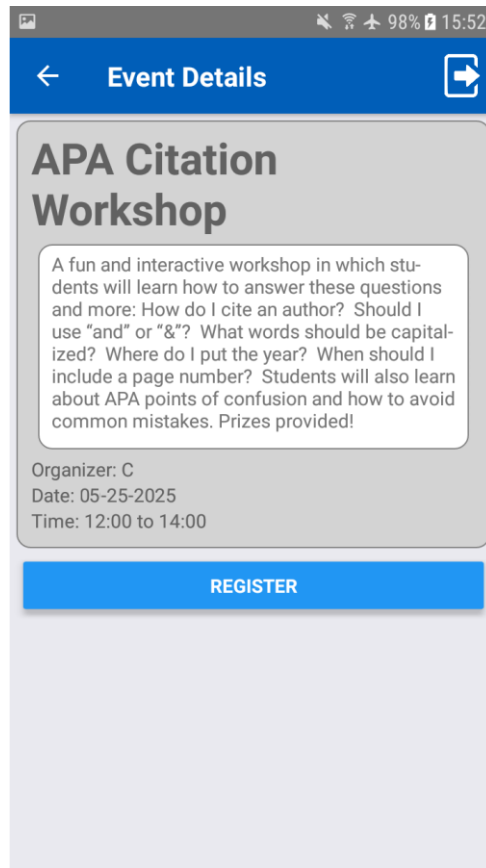 98% 15:52
Event Details
APA Citation
Workshop
A fun and interactive workshop in which stu-
dents will learn how to answer these questions
and more: How do I cite an author?  Should I
use “and” or “&”?  What words should be capital-
ized?  Where do I put the year?  When should I
include a page number?  Students will also learn
about APA points of confusion and how to avoid
common mistakes. Prizes provided!
Organizer: C
Date: 05-25-2025
Time: 12:00 to 14:00
REGISTER